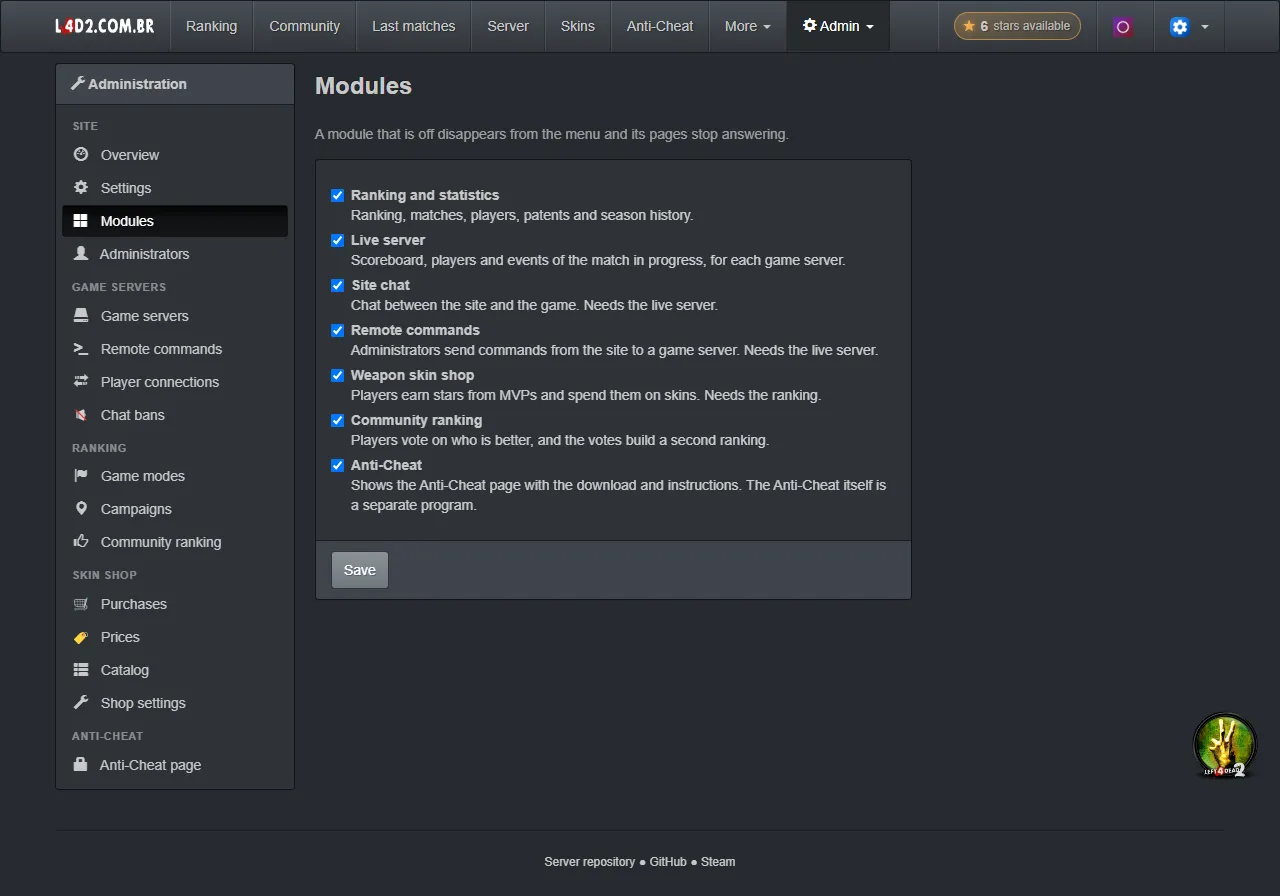 L4D2.COM.BR
Ranking
Community
Last matches
Server
Skins
Anti-Cheat
More
Admin
6 stars available
Administration
SITE
Overview
Settings
Modules
Administrators
GAME SERVERS
Game servers
Remote commands
Player connections
Chat bans
RANKING
Game modes
Campaigns
Community ranking
SKIN SHOP
Purchases
Prices
Catalog
Shop settings
ANTI-CHEAT
Anti-Cheat page
Modules
A module that is off disappears from the menu and its pages stop answering.
Ranking and statistics
Ranking, matches, players, patents and season history.
Live server
Scoreboard, players and events of the match in progress, for each game server.
Site chat
Chat between the site and the game. Needs the live server.
Remote commands
Administrators send commands from the site to a game server. Needs the live server.
Weapon skin shop
Players earn stars from MVPs and spend them on skins. Needs the ranking.
Community ranking
Players vote on who is better, and the votes build a second ranking.
Anti-Cheat
Shows the Anti-Cheat page with the download and instructions. The Anti-Cheat itself is
a separate program.
Save
LEFT 4 DEAD 2
Server repository ● GitHub ● Steam